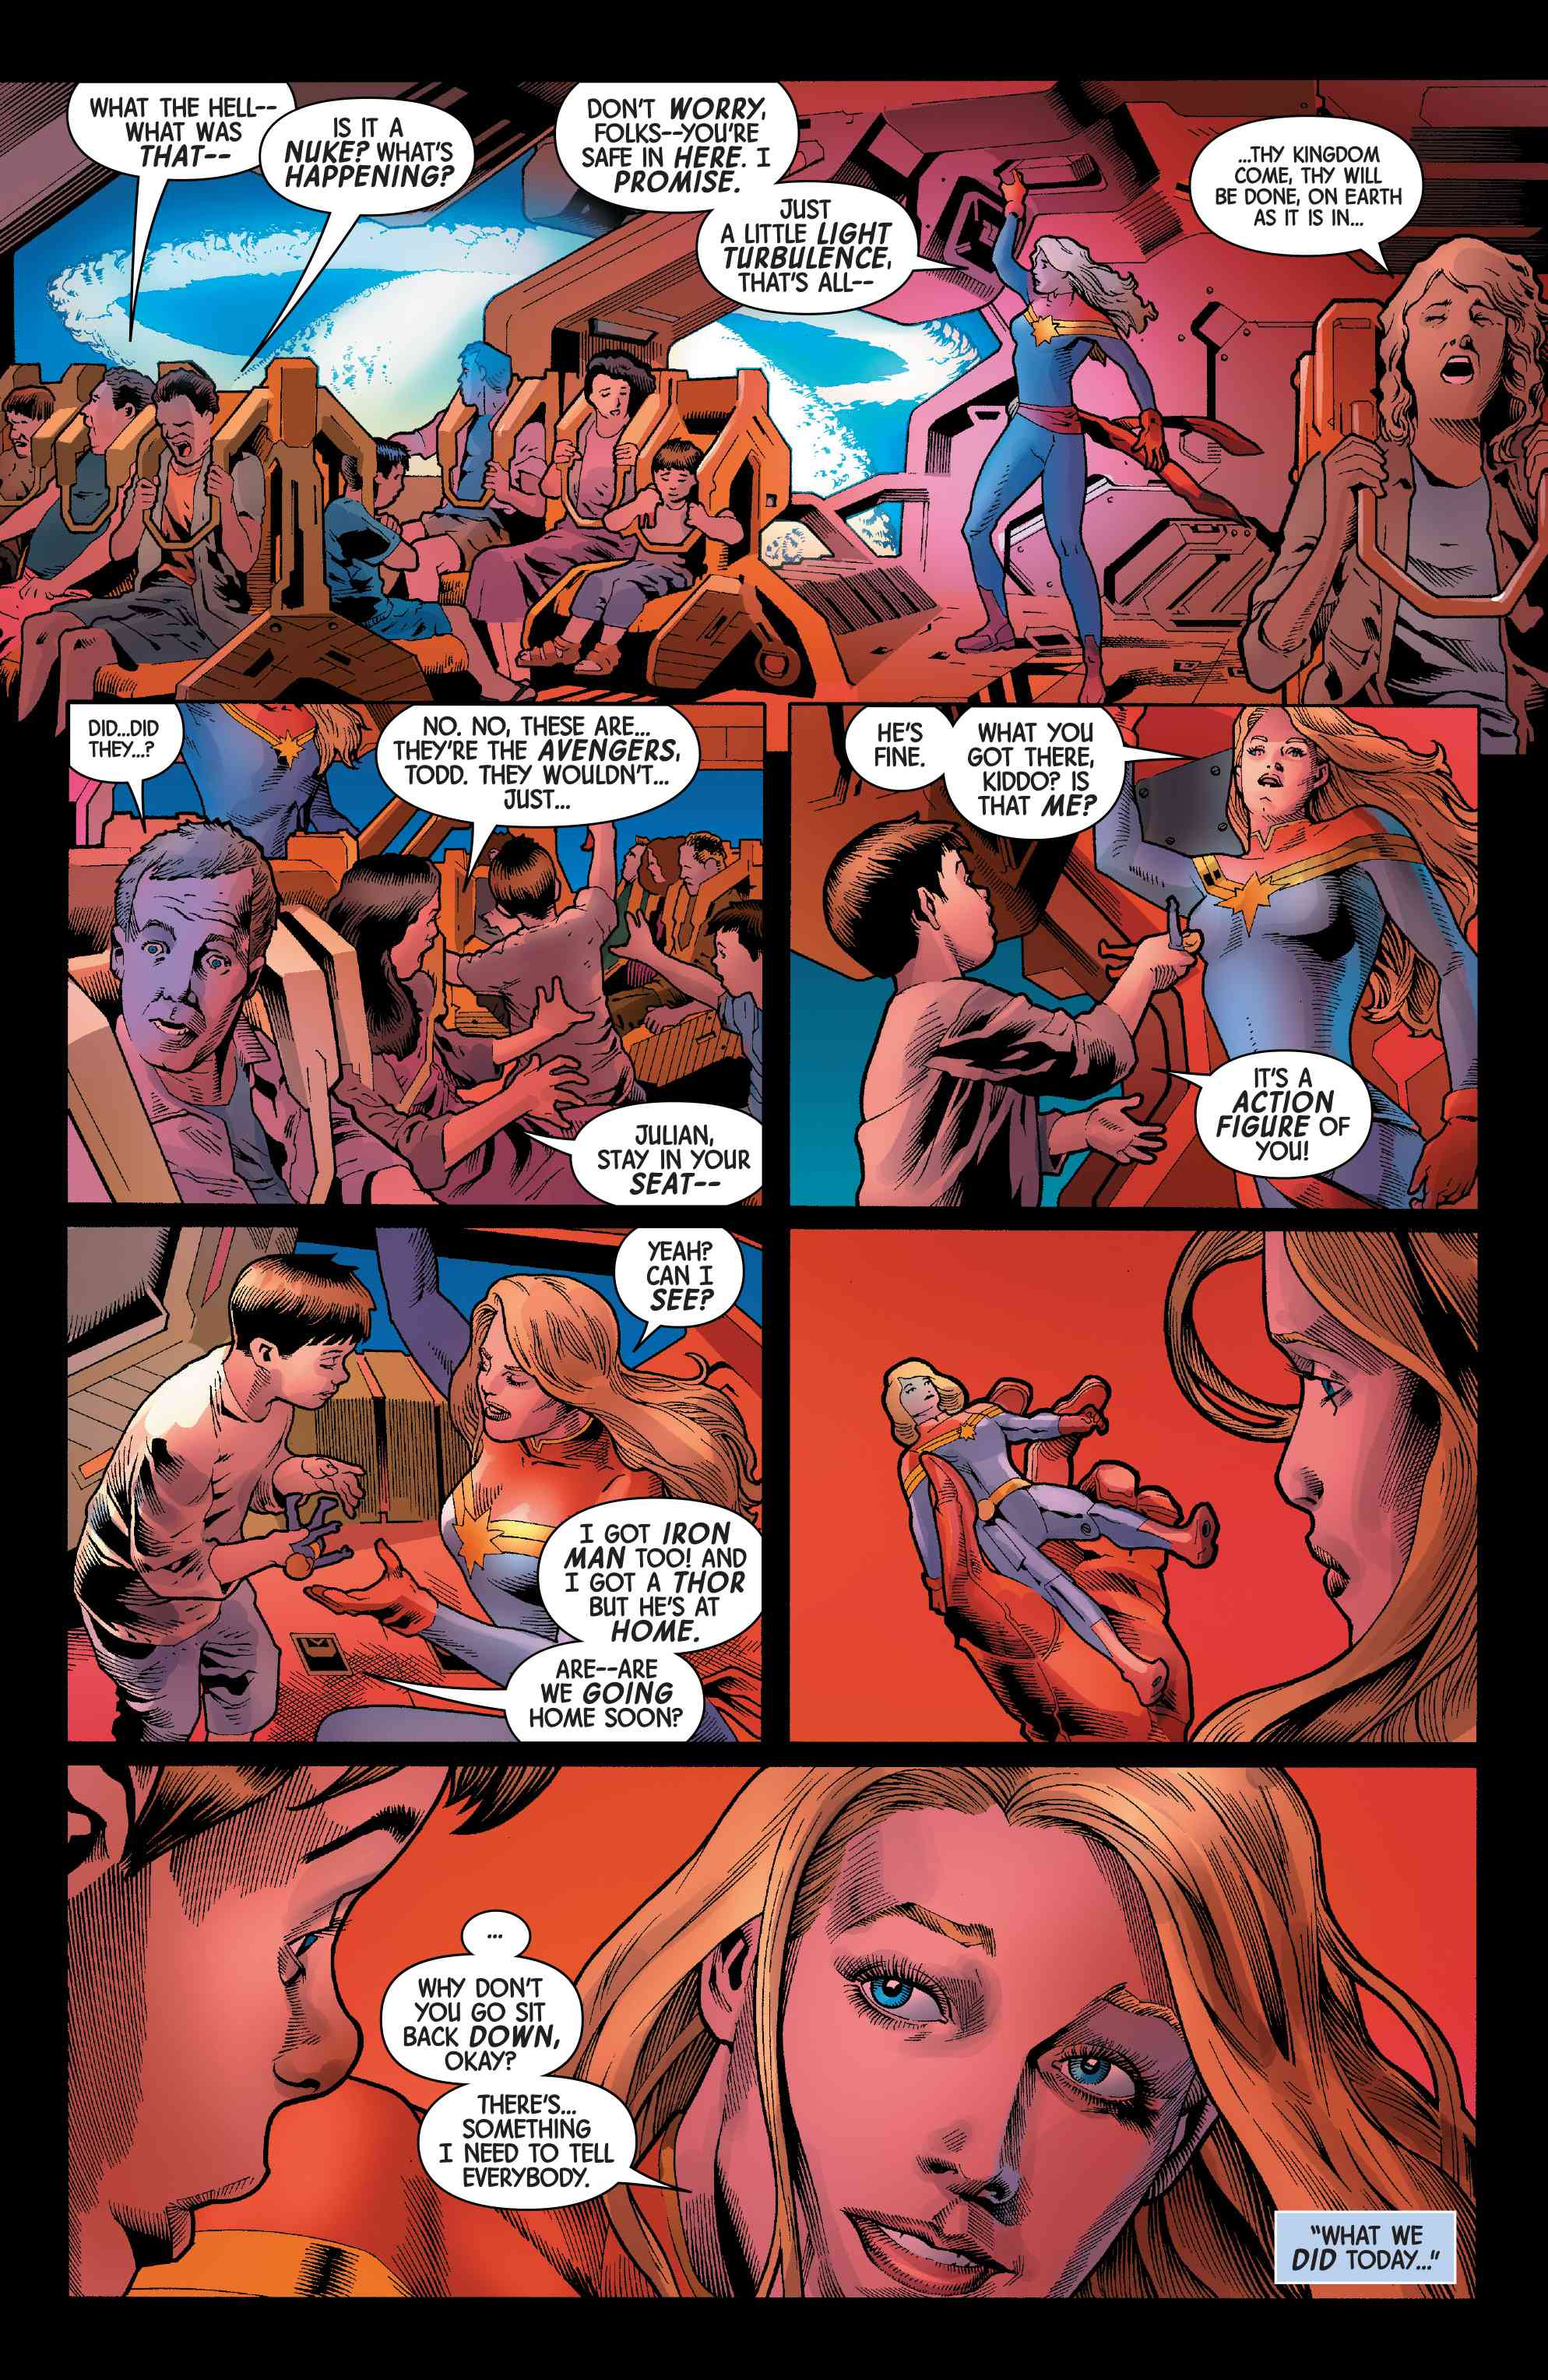 WHAT THE HELL--
WHAT WAS
THAT--
IS IT A
NUKE? WHAT'S
HAPPENING?
DON'T WORRY,
FOLKS--YOU'RE
SAFE IN HERE. I
PROMISE.
JUST
A LITTLE LIGHT
TURBULENCE,
THAT'S ALL--
...THY KINGDOM
COME, THY WILL
BE DONE, ON EARTH
AS IT IS IN...
DID...DID
THEY...?
NO. NO, THESE ARE...
THEY'RE THE AVENGERS,
TODD. THEY WOULDN'T...
JUST...
JULIAN,
STAY IN YOUR
SEAT--
HE'S
FINE.
WHAT YOU
GOT THERE,
KIDDO? IS
THAT ME?
IT'S A
ACTION
FIGURE OF
YOU!
YEAH?
CAN I
SEE?
I GOT IRON
MAN TOO! AND
I GOT A THOR
BUT HE'S AT
HOME.
ARE--ARE
WE GOING
HOME SOON?
...
WHY DON'T
YOU GO SIT
BACK DOWN,
OKAY?
THERE'S...
SOMETHING
I NEED TO TELL
EVERYBODY.
"WHAT WE
DID TODAY..."